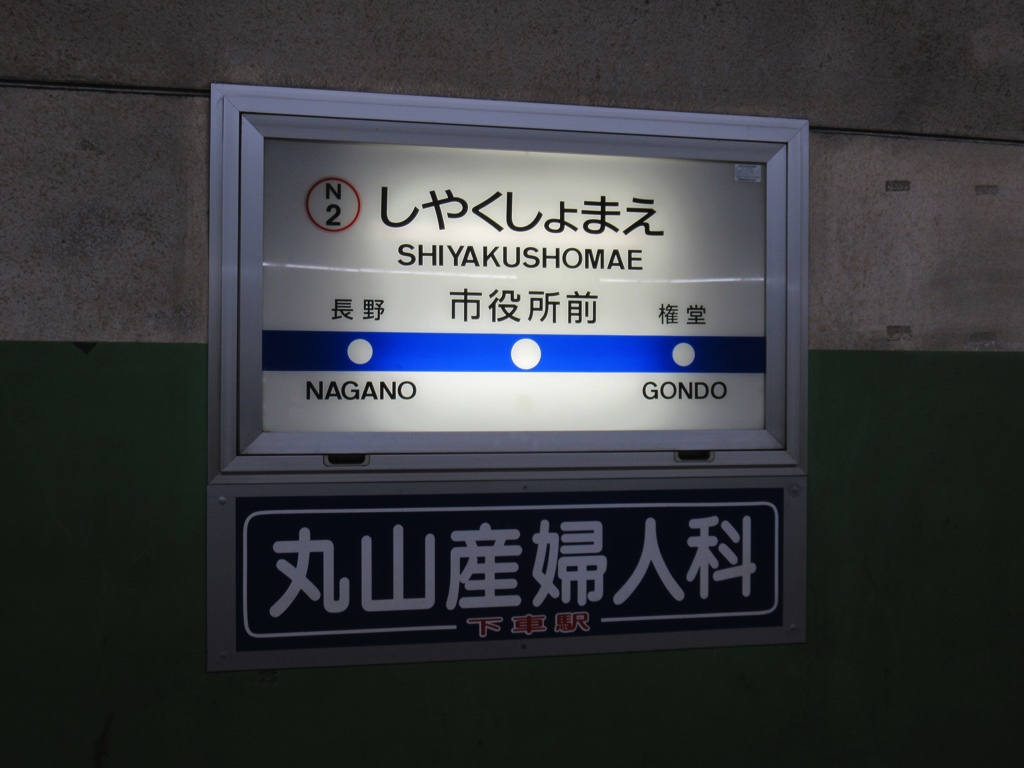 N
2
しやくしょまえ
SHIYAKUSHOMAE
長野 市役所前 権堂
NAGANO GONDO
丸山産婦人科
下車駅